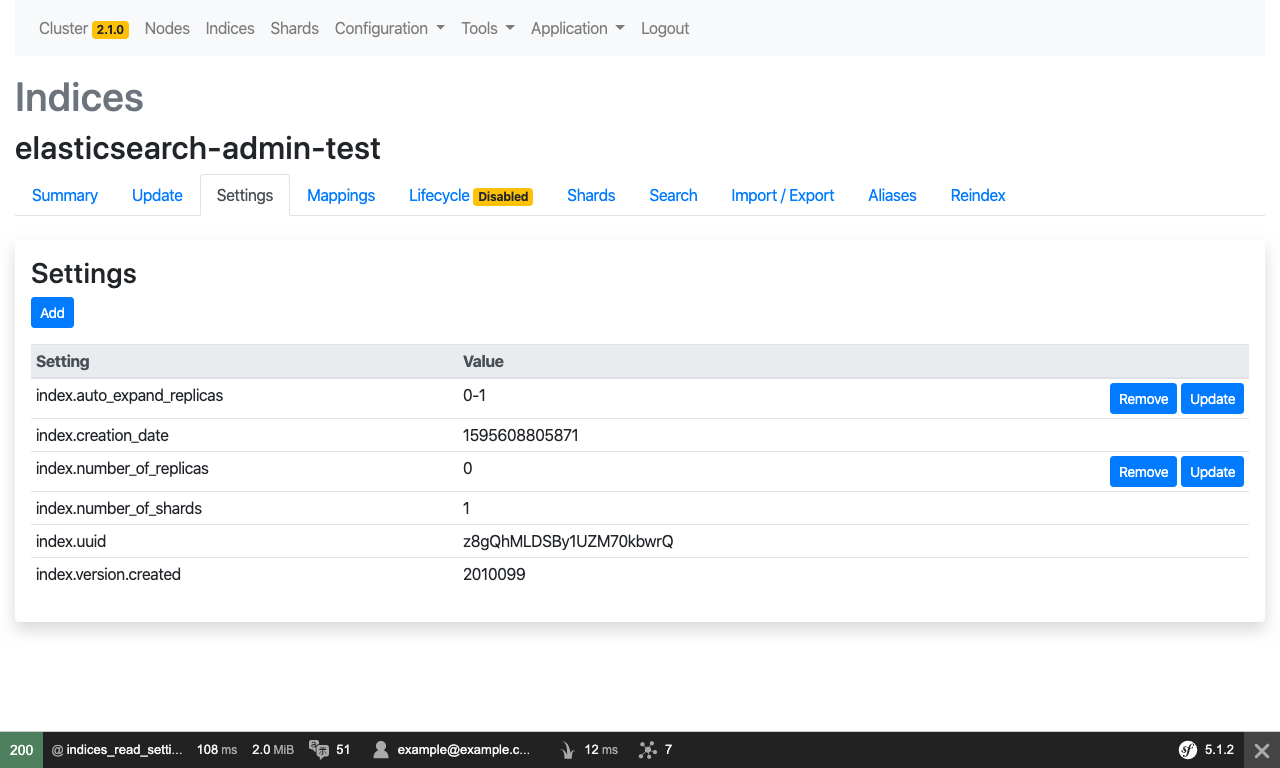 Cluster 2.1.0 Nodes Indices Shards Configuration Tools Application Logout
Indices
elasticsearch-admin-test
Summary Update Settings Mappings Lifecycle Disabled Shards Search Import / Export Aliases Reindex
Settings
Add
Setting Value
index.auto_expand_replicas 0-1 Remove Update
index.creation_date 1595608805871
index.number_of_replicas 0 Remove Update
index.number_of_shards 1
index.uuid z8gQhMLDSBy1UZM70kbwrQ
index.version.created 2010099
200 @ indices_read_setti... 108 ms 2.0 MiB 51 example@example.c... 12 ms 7 sf 5.1.2